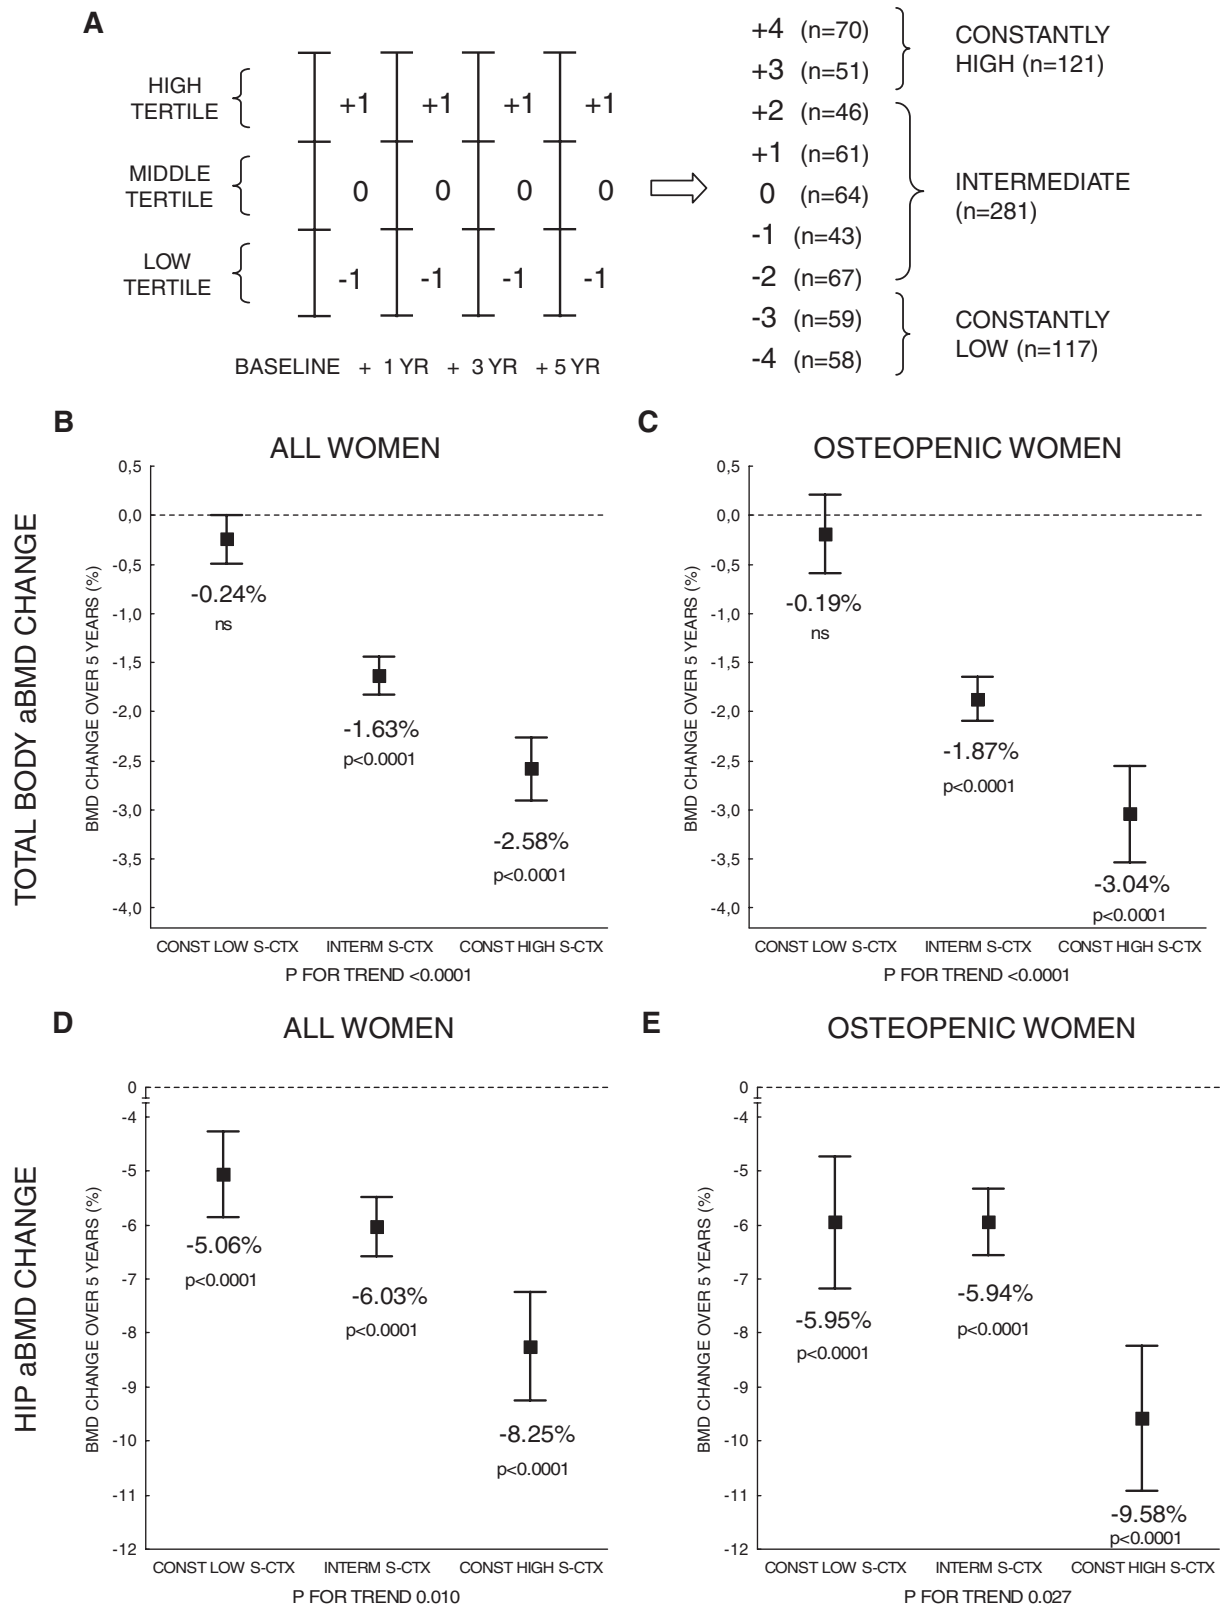 A
HIGH
TERTILE
MIDDLE
TERTILE
LOW
TERTILE
+1 +1 +1 +1
0 0 0 0
-1 -1 -1 -1
BASELINE + 1 YR + 3 YR + 5 YR
+4 (n=70)
+3 (n=51)
+2 (n=46)
+1 (n=61)
0 (n=64)
-1 (n=43)
-2 (n=67)
-3 (n=59)
-4 (n=58)
CONSTANTLY
HIGH (n=121)
INTERMEDIATE
(n=281)
CONSTANTLY
LOW (n=117)
TOTAL BODY aBMD CHANGE
B
ALL WOMEN
BMD CHANGE OVER 5 YEARS (%)
0,5
0,0
-0,5
-1,0
-1,5
-2,0
-2,5
-3,0
-3,5
-4,0
-0.24%
ns
-1.63%
p<0.0001
-2.58%
p<0.0001
CONST LOW S-CTX INTERM S-CTX CONST HIGH S-CTX
P FOR TREND <0.0001
C
OSTEOPENIC WOMEN
BMD CHANGE OVER 5 YEARS (%)
0,5
0,0
-0,5
-1,0
-1,5
-2,0
-2,5
-3,0
-3,5
-4,0
-0.19%
ns
-1.87%
p<0.0001
-3.04%
p<0.0001
CONST LOW S-CTX INTERM S-CTX CONST HIGH S-CTX
P FOR TREND <0.0001
HIP aBMD CHANGE
D
ALL WOMEN
BMD CHANGE OVER 5 YEARS (%)
0
-4
-5
-6
-7
-8
-9
-10
-11
-12
-5.06%
p<0.0001
-6.03%
p<0.0001
-8.25%
p<0.0001
CONST LOW S-CTX INTERM S-CTX CONST HIGH S-CTX
P FOR TREND 0.010
E
OSTEOPENIC WOMEN
BMD CHANGE OVER 5 YEARS (%)
0
-4
-5
-6
-7
-8
-9
-10
-11
-12
-5.95%
p<0.0001
-5.94%
p<0.0001
-9.58%
p<0.0001
CONST LOW S-CTX INTERM S-CTX CONST HIGH S-CTX
P FOR TREND 0.027